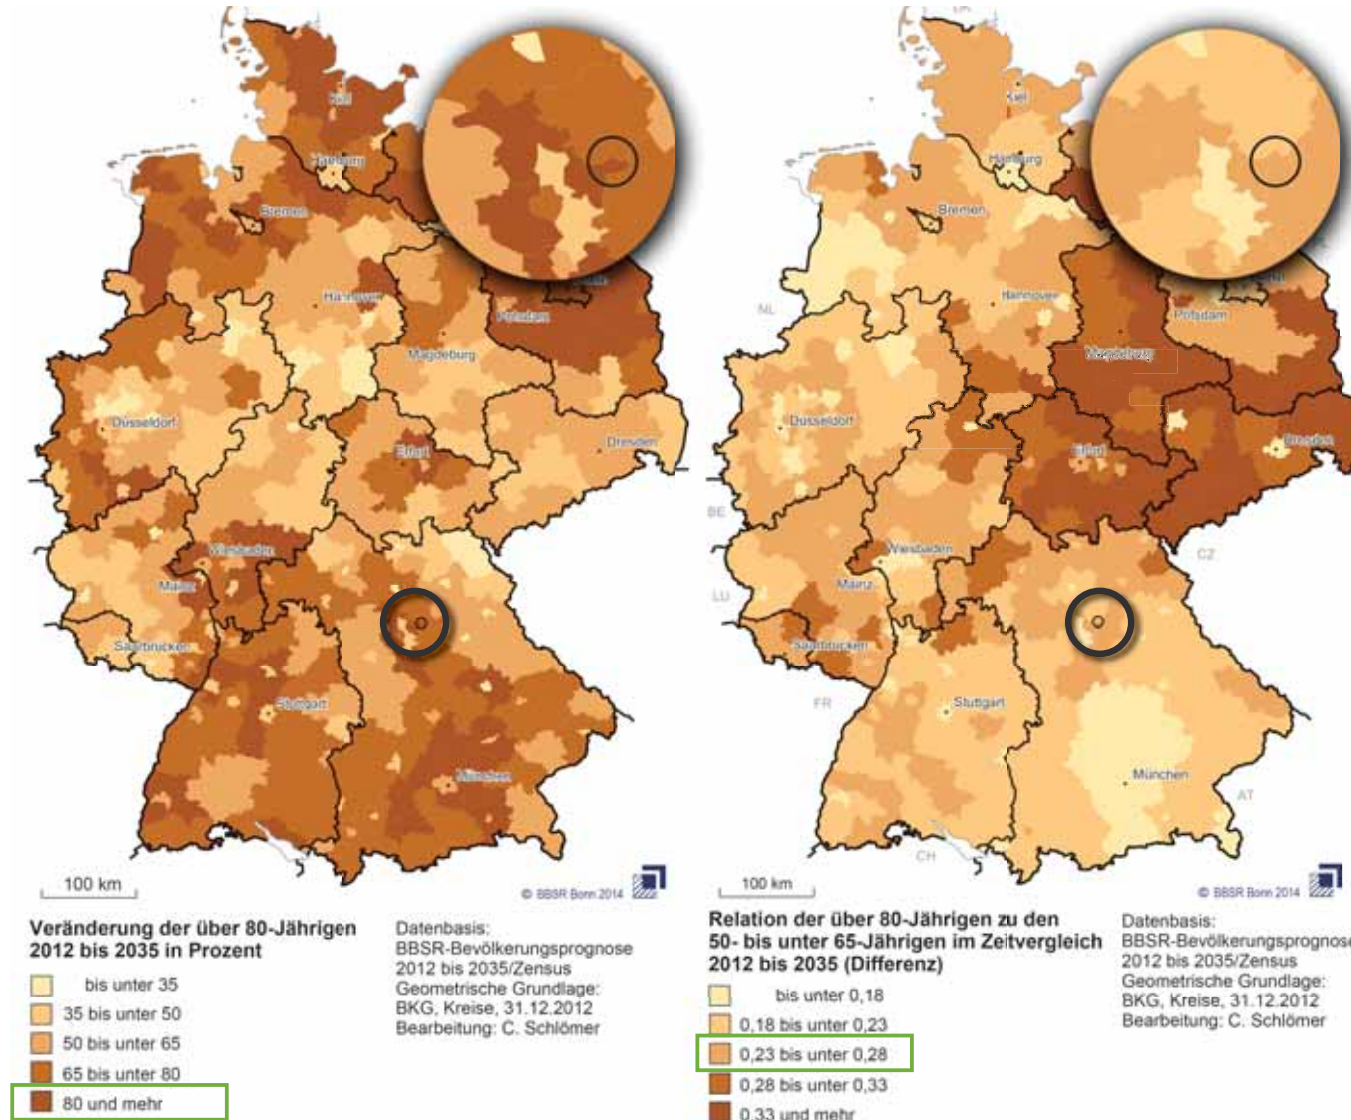 Kiel
Hamburg
Bremen
Hannover
Potsdam
Magdeburg
Düsseldorf
Erfurt
Dresden
Wiesbaden
Mainz
Saarbrücken
Stuttgart
München
100 km
© BBSR Bonn 2014
Veränderung der über 80-Jährigen
2012 bis 2035 in Prozent
bis unter 35
35 bis unter 50
50 bis unter 65
65 bis unter 80
80 und mehr
Datenbasis:
BBSR-Bevölkerungsprognose
2012 bis 2035/Zensus
Geometrische Grundlage:
BKG, Kreise, 31.12.2012
Bearbeitung: C. Schlömer
Kiel
Hamburg
Bremen
NL
Hannover
Potsdam
Magdeburg
Düsseldorf
Erfurt
Dresden
BE
Wiesbaden
CZ
Mainz
LU
Saarbrücken
FR
Stuttgart
München
AT
CH
100 km
© BBSR Bonn 2014
Relation der über 80-Jährigen zu den
50- bis unter 65-Jährigen im Zeitvergleich
2012 bis 2035 (Differenz)
bis unter 0,18
0,18 bis unter 0,23
0,23 bis unter 0,28
0,28 bis unter 0,33
0,33 und mehr
Datenbasis:
BBSR-Bevölkerungsprognose
2012 bis 2035/Zensus
Geometrische Grundlage:
BKG, Kreise, 31.12.2012
Bearbeitung: C. Schlömer